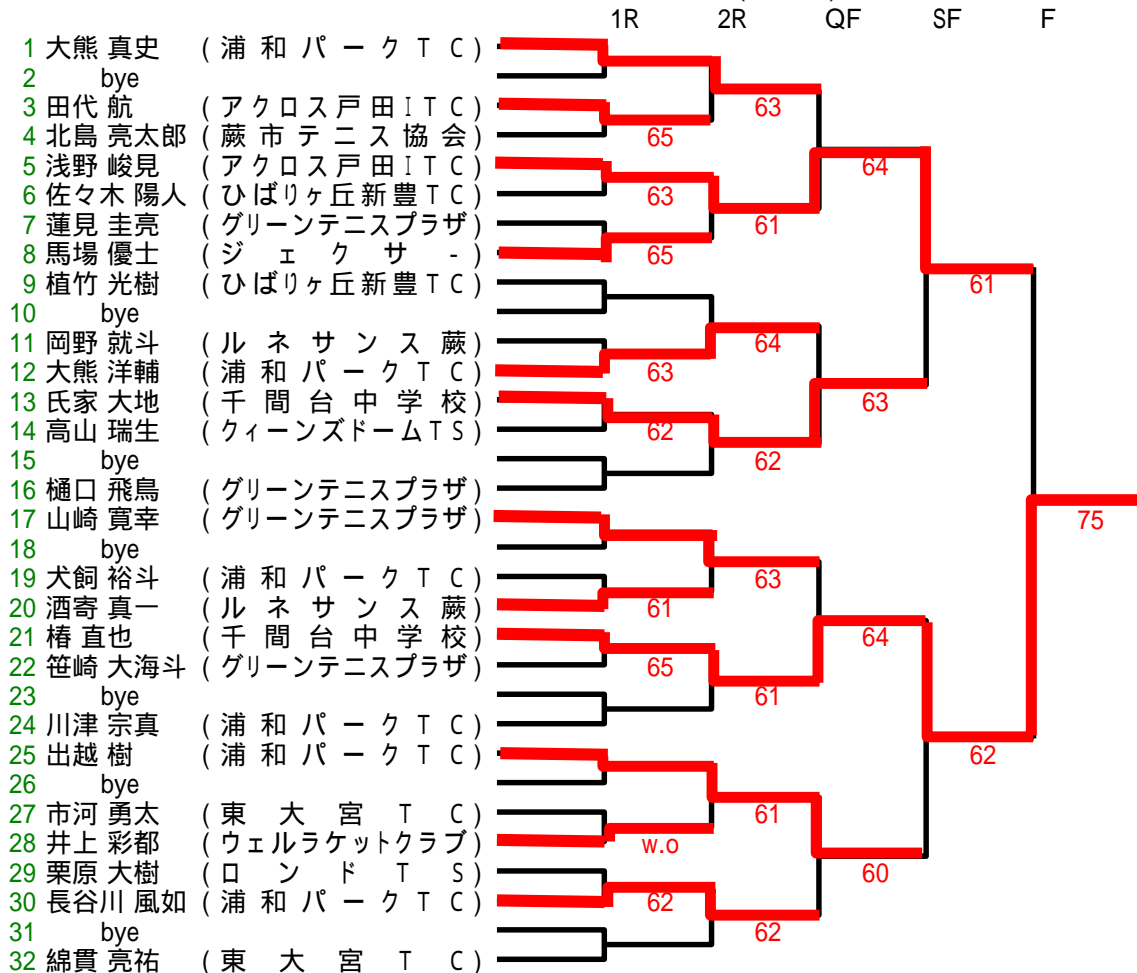 1R 2R QF SF F
1 大熊 真史 (浦和パークTC)
2 bye
3 田代 航 (アクロス戸田ITC)
4 北島 亮太郎 (蕨市テニス協会)
5 浅野 峻見 (アクロス戸田ITC)
6 佐々木 陽人 (ひばりヶ丘新豊TC)
7 蓮見 圭亮 (グリーンテニスプラザ)
8 馬場 優士 (ジェクサ-)
9 植竹 光樹 (ひばりヶ丘新豊TC)
10 bye
11 岡野 就斗 (ルネサンス蕨)
12 大熊 洋輔 (浦和パークTC)
13 氏家 大地 (千間台中学校)
14 高山 瑞生 (クィーンズドームTS)
15 bye
16 樋口 飛鳥 (グリーンテニスプラザ)
17 山崎 寛幸 (グリーンテニスプラザ)
18 bye
19 犬飼 裕斗 (浦和パークTC)
20 酒寄 真一 (ルネサンス蕨)
21 椿 直也 (千間台中学校)
22 笹崎 大海斗 (グリーンテニスプラザ)
23 bye
24 川津 宗真 (浦和パークTC)
25 出越 樹 (浦和パークTC)
26 bye
27 市河 勇太 (東大宮TC)
28 井上 彩都 (ウェルラケットクラブ)
29 栗原 大樹 (ロンドTS)
30 長谷川 風如 (浦和パークTC)
31 bye
32 綿貫 亮祐 (東大宮TC)
65
63
65
63
62
61
65
w.o
62
63
61
64
62
63
61
61
62
64
63
64
60
61
62
75